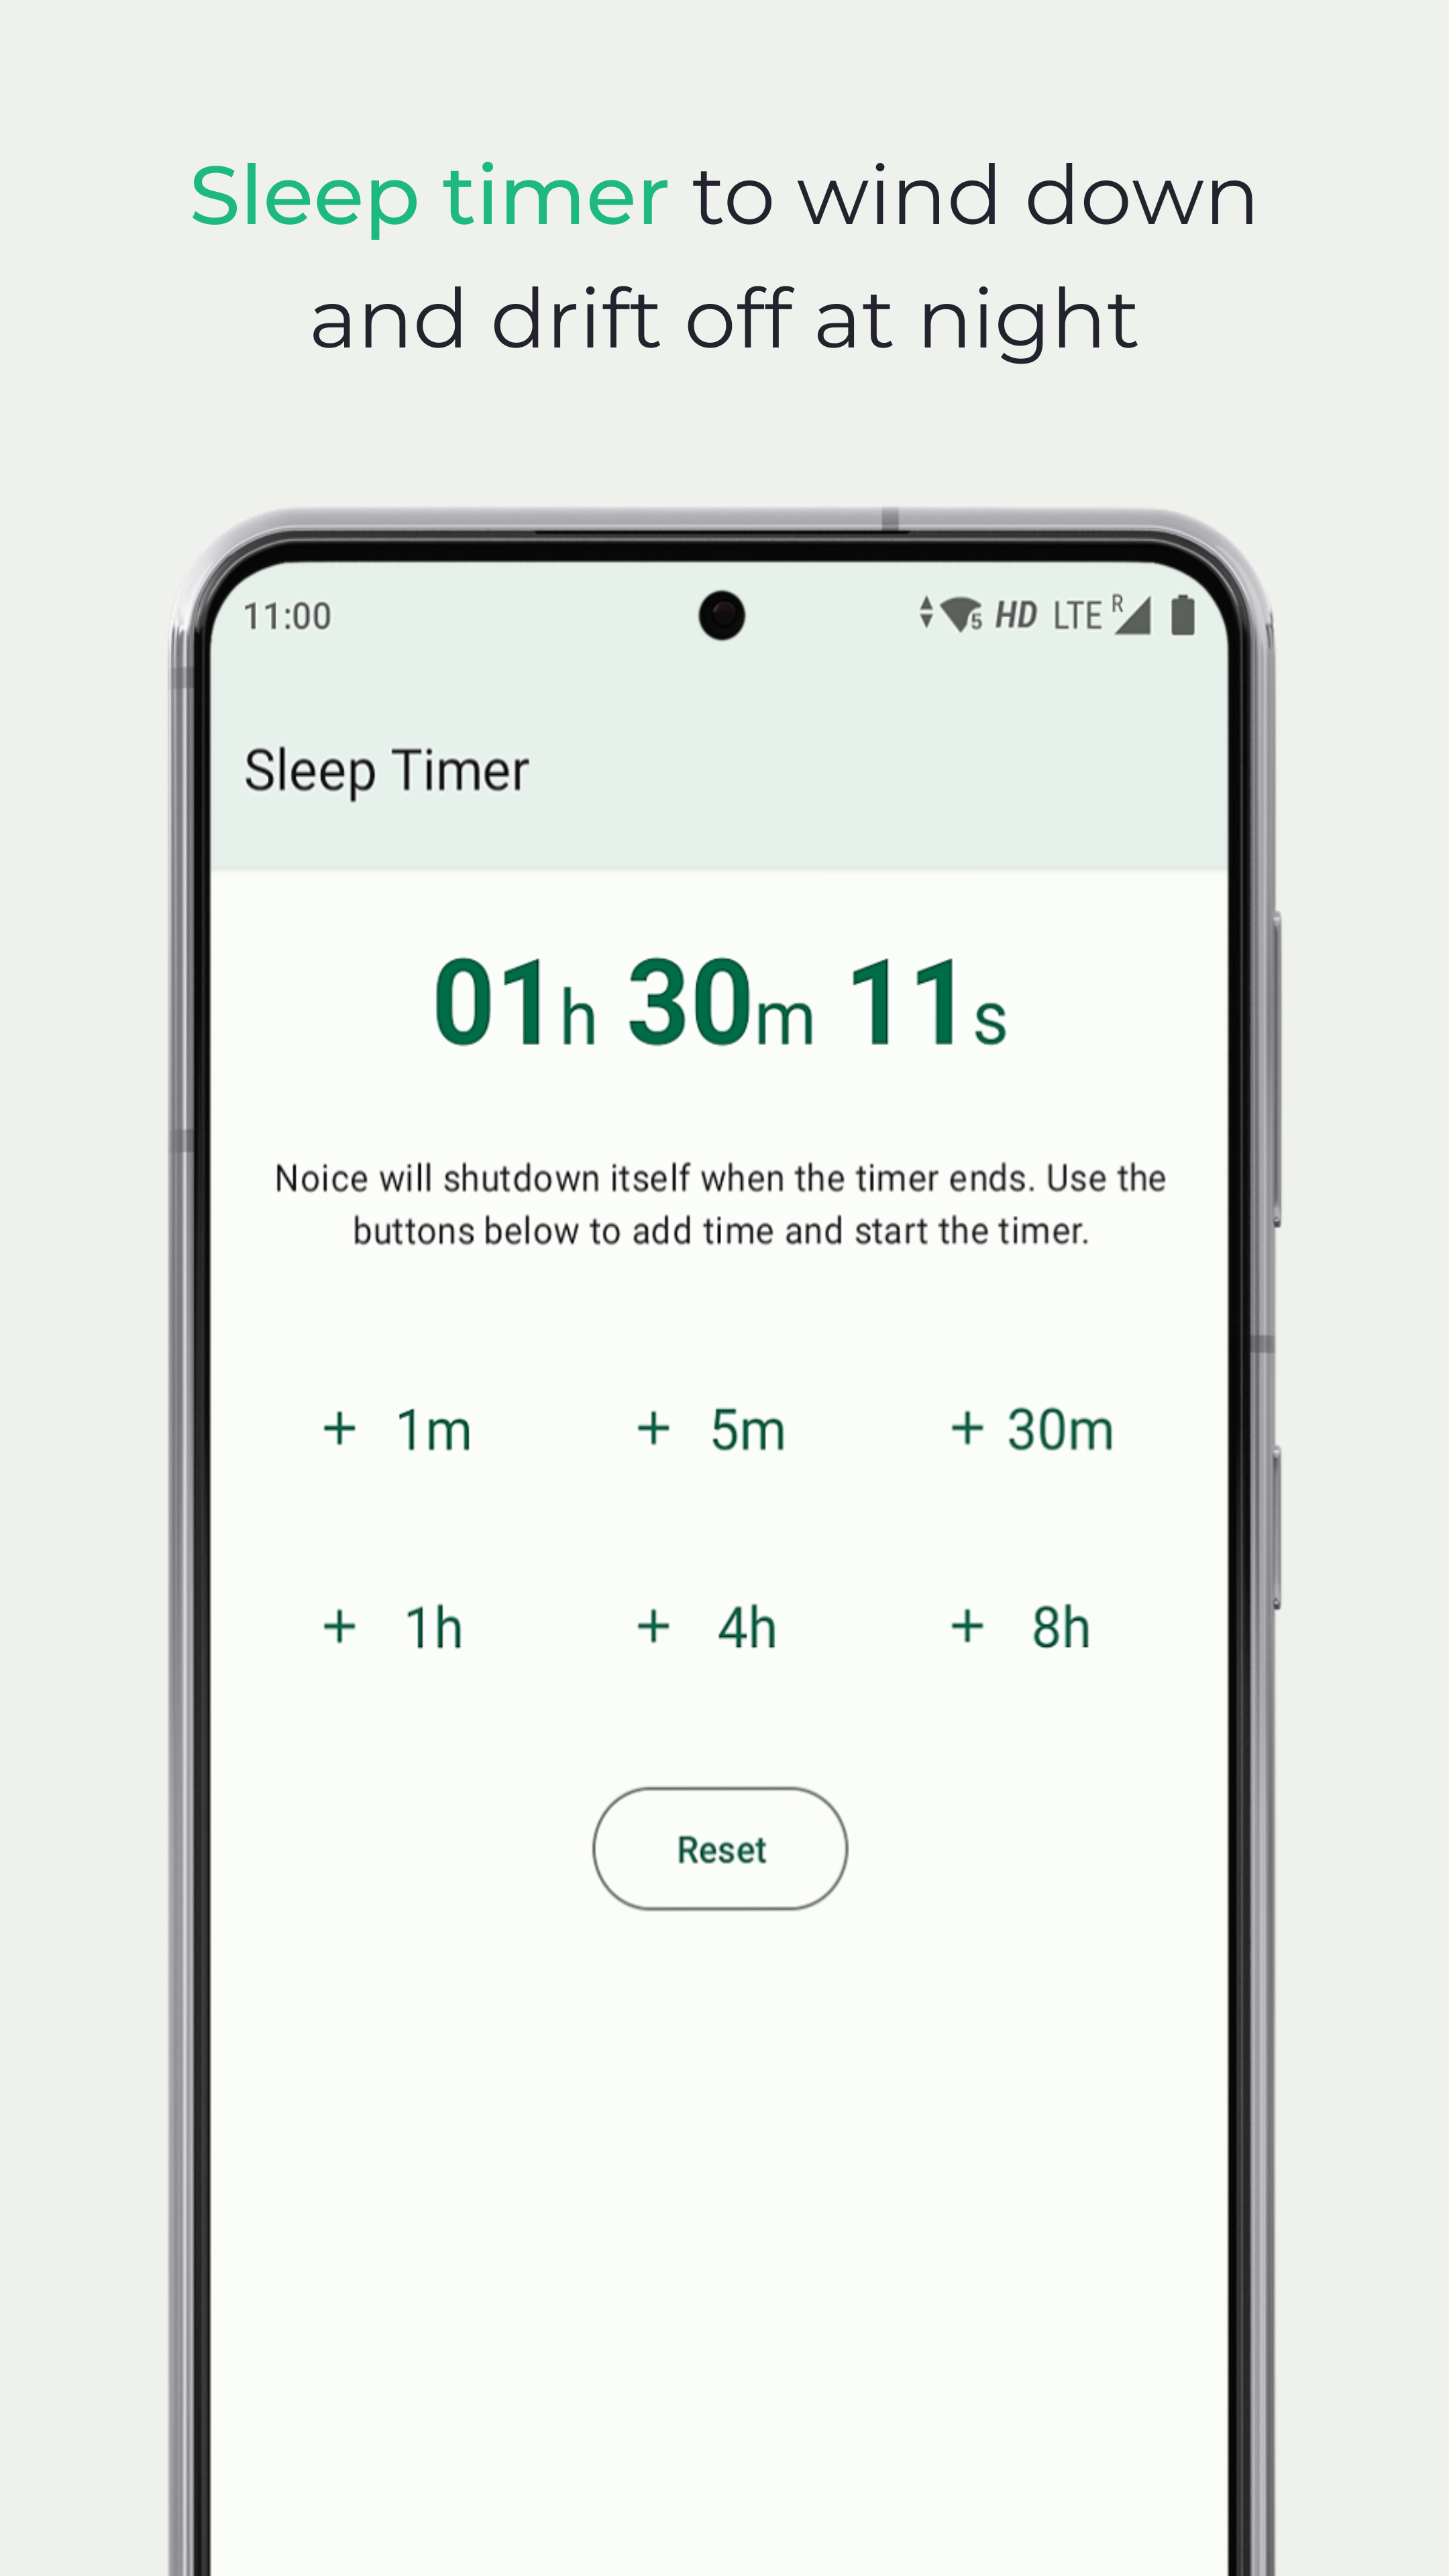 Sleep timer to wind down
and drift off at night
11:00
5 HD LTE R
Sleep Timer
01h 30m 11s
Noice will shutdown itself when the timer ends. Use the
buttons below to add time and start the timer.
+ 1m + 5m + 30m
+ 1h + 4h + 8h
Reset